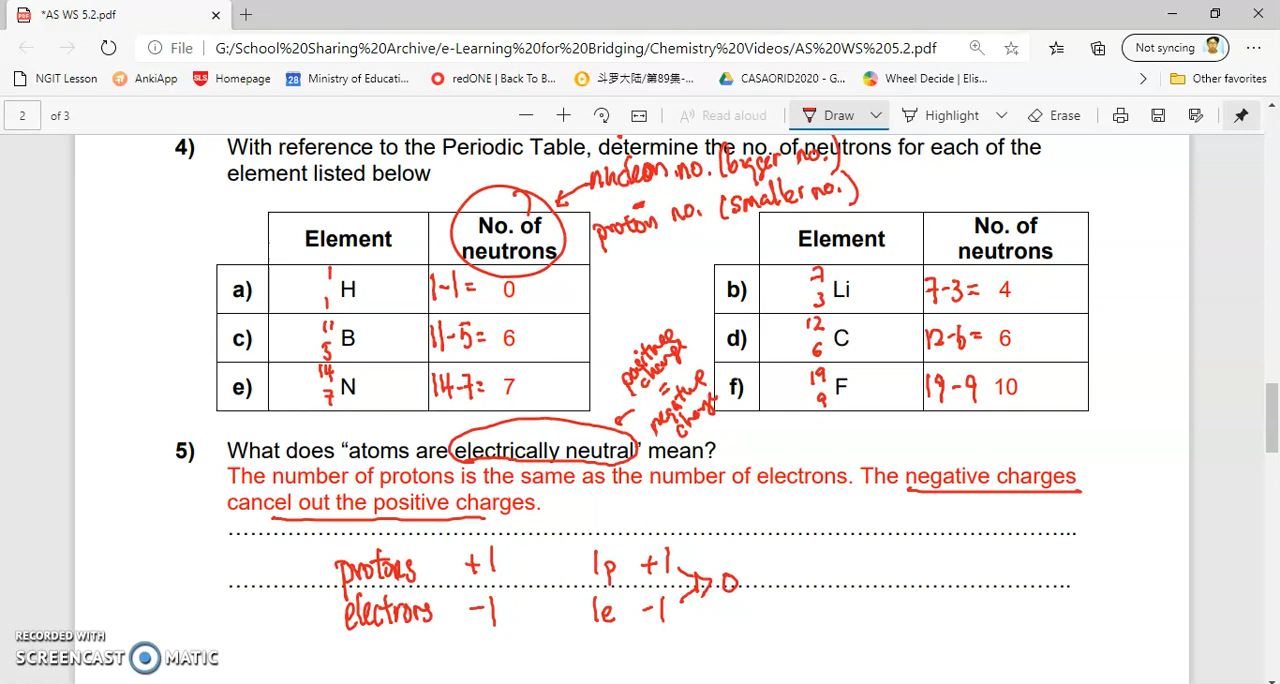 *AS WS 5.2.pdf
File
G:/School%20Sharing%20Archive/e-Learning%20for%20Bridging/Chemistry%20Videos/AS%20WS%205.2.pdf
Not syncing
NGIT Lesson
AnkiApp
SLS Homepage
28 Ministry of Educati...
redONE | Back To B...
斗罗大陆/第89集-...
CASAORID2020 - G...
Wheel Decide | Elis...
Other favorites
2 of 3
Read aloud
Draw
Highlight
Erase
4) With reference to the Periodic Table, determine the no. of neutrons for each of the
element listed below
nucleon no. (bigger no.)
proton no. (smaller no.)
Element No. of neutrons
a) 1 1 H 1-1= 0
c) 11 5 B 11-5= 6
e) 14 7 N 14-7= 7
Element No. of neutrons
b) 7 3 Li 7-3= 4
d) 12 6 C 12-6= 6
f) 19 9 F 19-9 10
positive
charge
=
negative
charge
5) What does “atoms are electrically neutral” mean?
The number of protons is the same as the number of electrons. The negative charges
cancel out the positive charges.
protons +1 1p +1
0
electrons -1 1e -1
RECORDED WITH
SCREENCAST MATIC